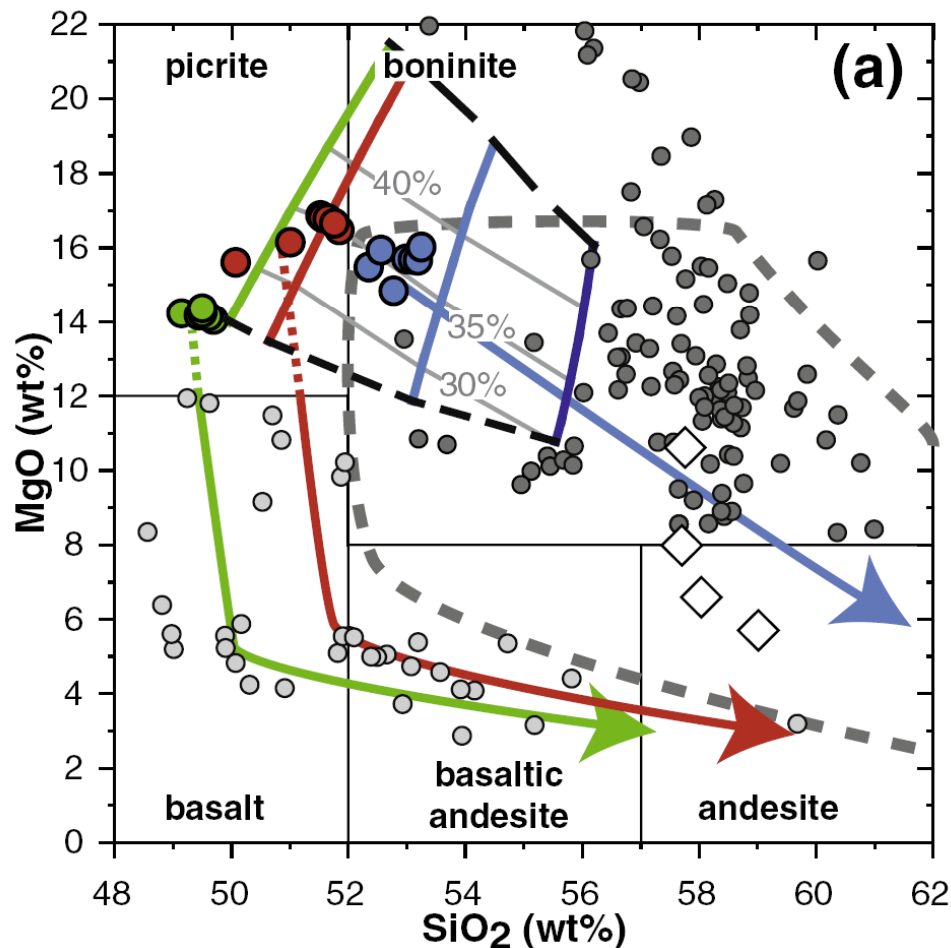 22
20
18
16
14
12
10
8
6
4
2
0
MgO (wt%)
picrite
boninite
(a)
40%
35%
30%
basalt
basaltic
andesite
andesite
48
50
52
54
56
58
60
62
SiO2 (wt%)